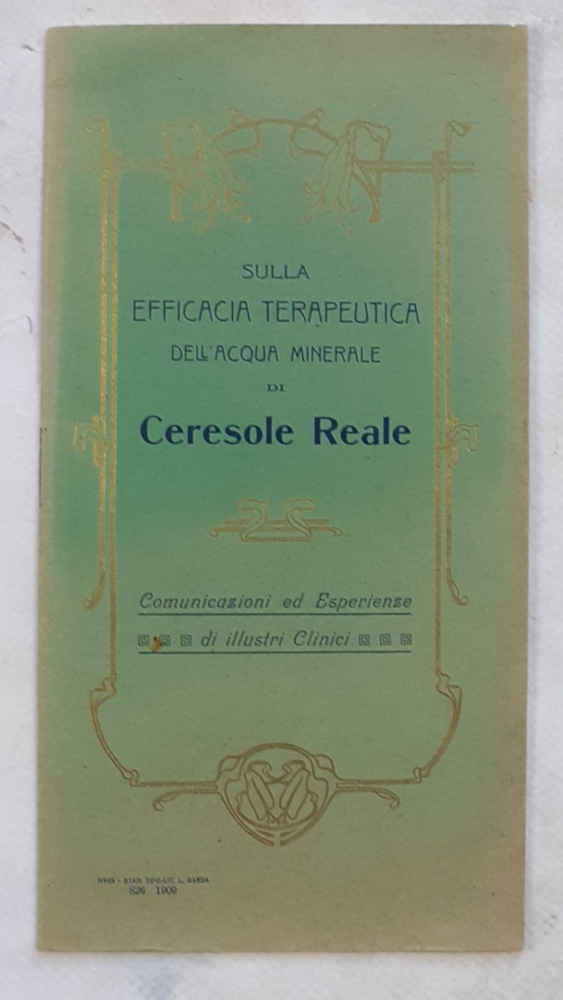 SULLA
EFFICACIA TERAPEUTICA
DELL'ACQUA MINERALE
DI
Ceresole Reale
Comunicazioni ed Esperienze
di illustri Clinici
826 1909